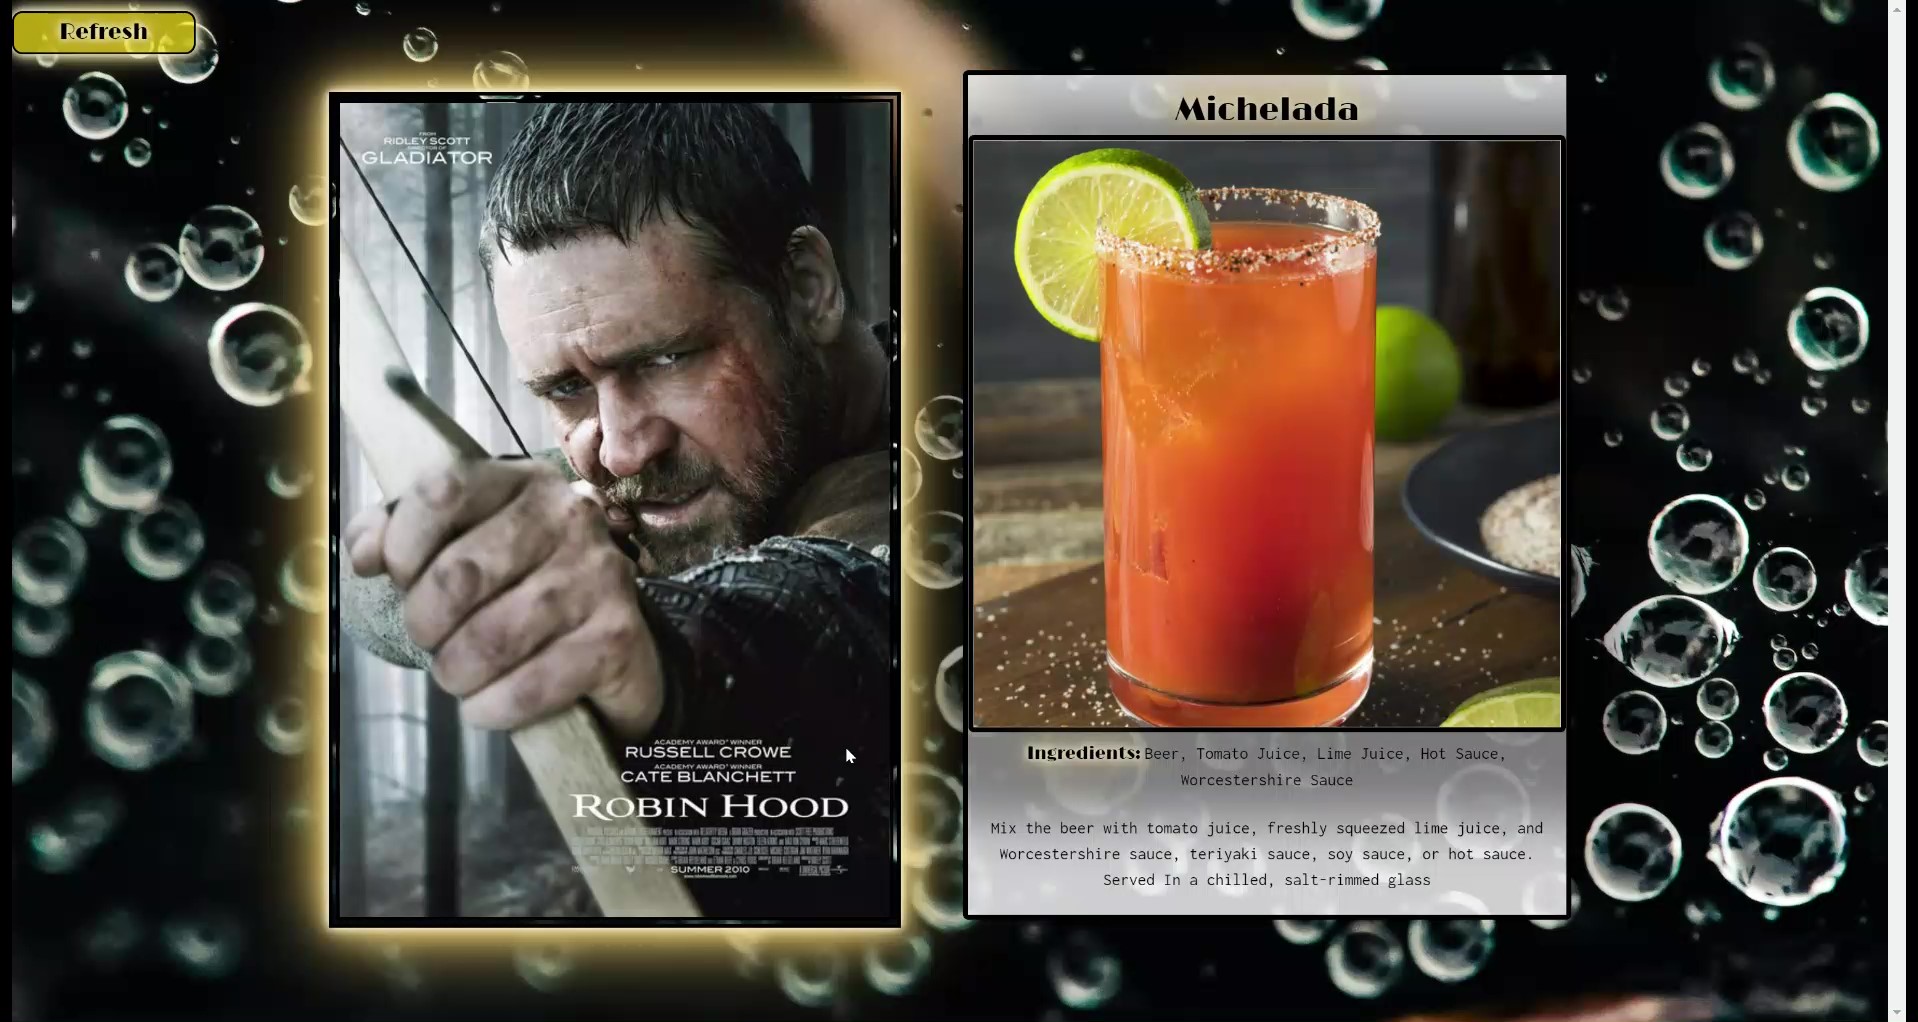 Refresh
FROM
RIDLEY SCOTT
DIRECTOR OF
GLADIATOR
ACADEMY AWARD® WINNER
RUSSELL CROWE
ACADEMY AWARD® WINNER
CATE BLANCHETT
ROBIN HOOD
SUMMER 2010
Michelada
Ingredients: Beer, Tomato Juice, Lime Juice, Hot Sauce,
Worcestershire Sauce
Mix the beer with tomato juice, freshly squeezed lime juice, and
Worcestershire sauce, teriyaki sauce, soy sauce, or hot sauce.
Served In a chilled, salt-rimmed glass